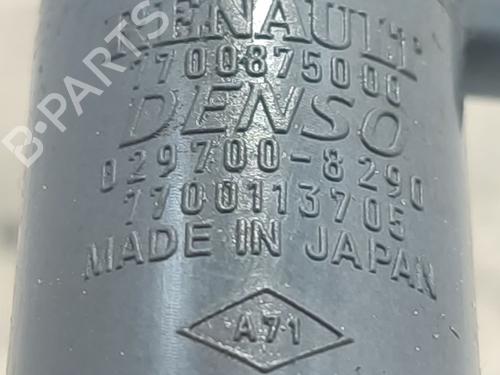 RENAULT
7700875000
DENSO
029700-8290
7700113705
MADE IN JAPAN
A71
B-PARTS